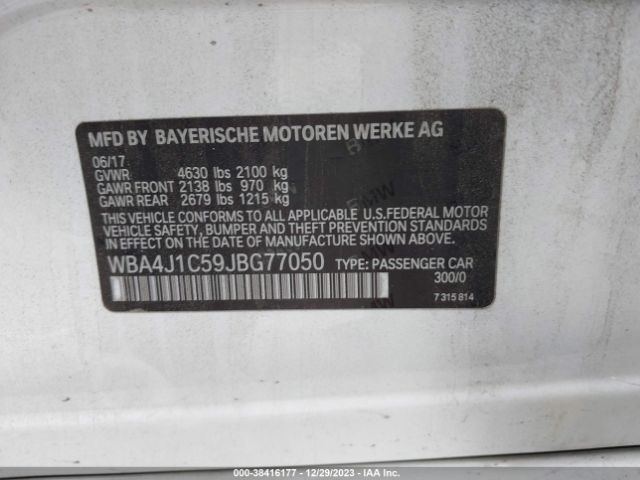 MFD BY BAYERISCHE MOTOREN WERKE AG
06/17
GVWR 4630 lbs 2100 kg
GAWR FRONT 2138 lbs 970 kg
GAWR REAR 2679 lbs 1215 kg
THIS VEHICLE CONFORMS TO ALL APPLICABLE U.S.FEDERAL MOTOR
VEHICLE SAFETY, BUMPER AND THEFT PREVENTION STANDARDS
IN EFFECT ON THE DATE OF MANUFACTURE SHOWN ABOVE.
WBA4J1C59JBG77050 TYPE: PASSENGER CAR
300/0
7 315 814
000-38416177 - 12/29/2023 - IAA Inc.